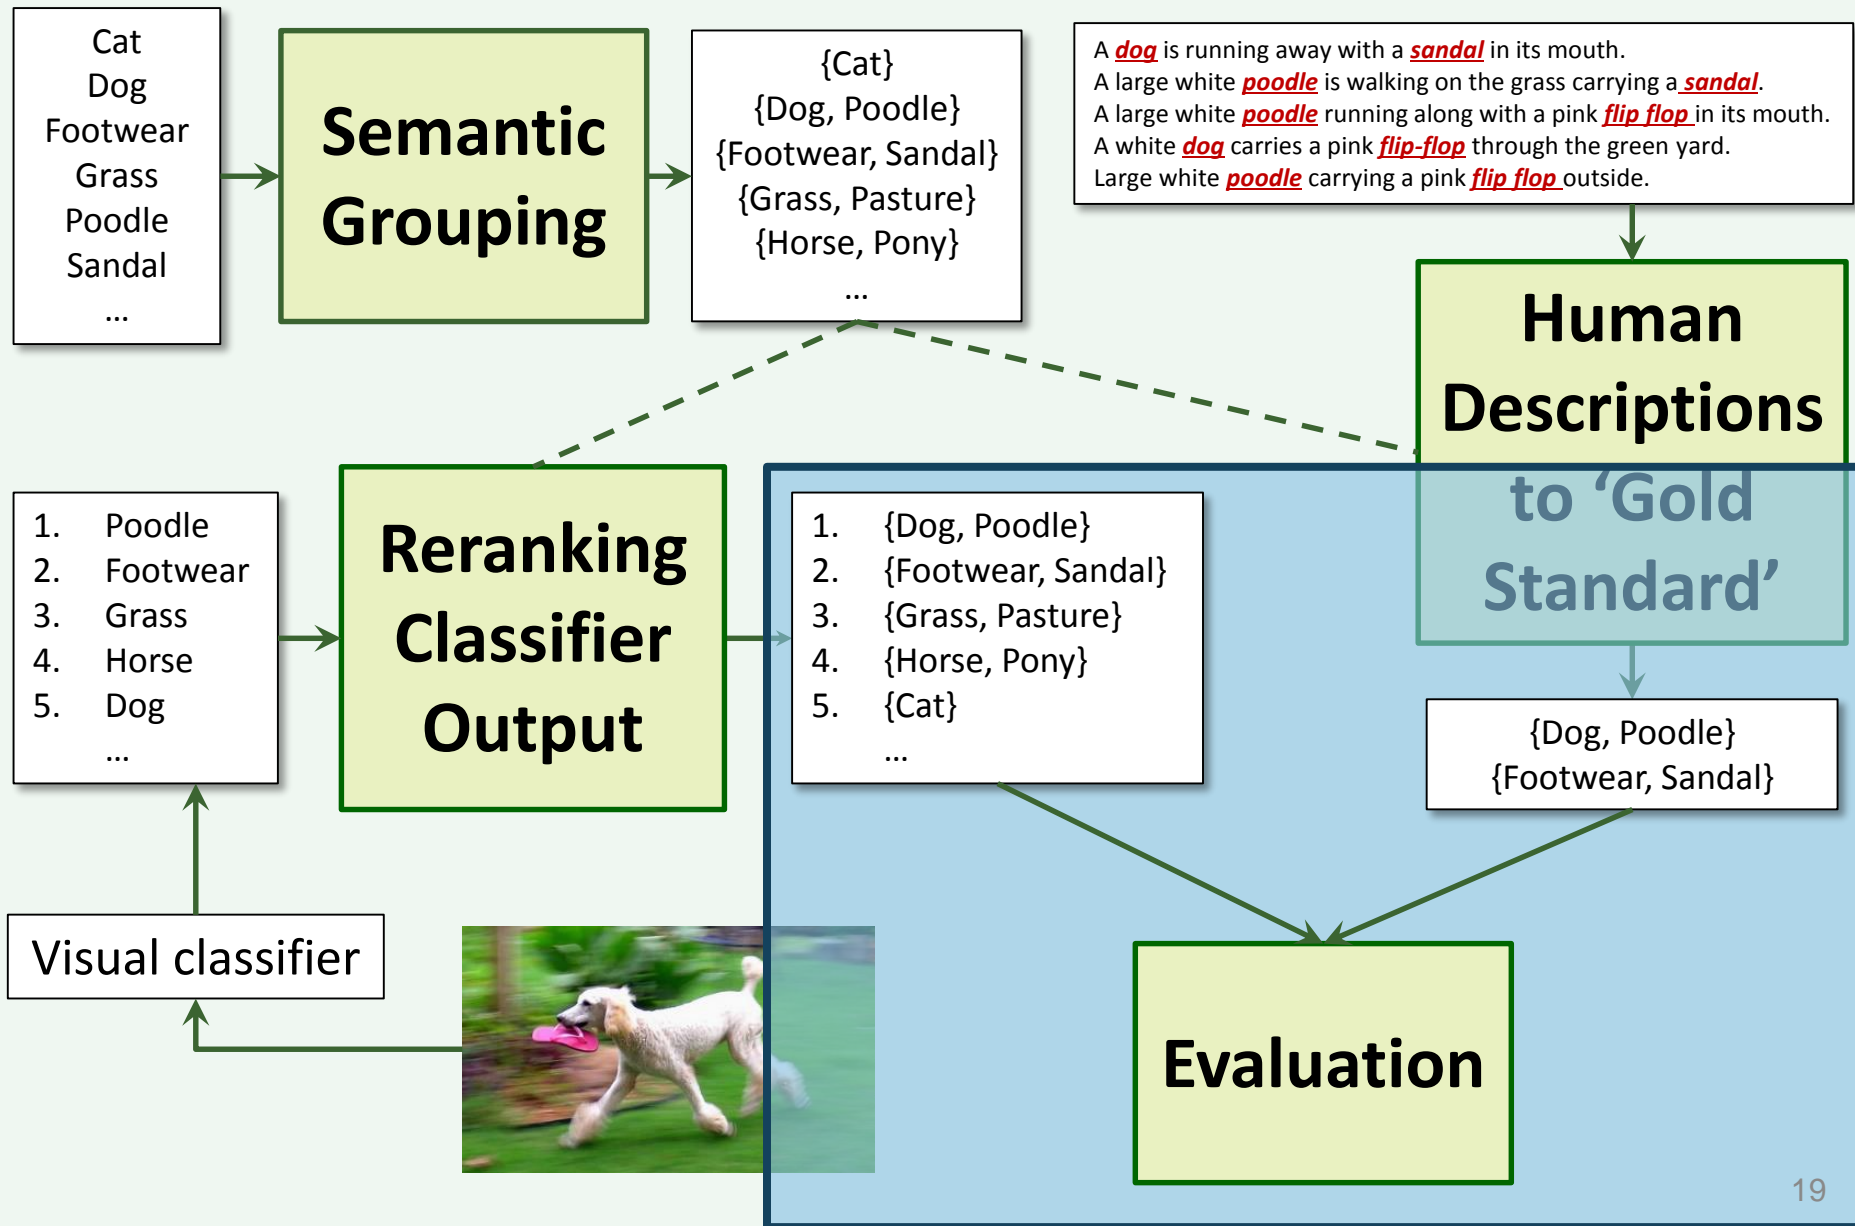 Cat
Dog
Footwear
Grass
Poodle
Sandal
...
Semantic
Grouping
{Cat}
{Dog, Poodle}
{Footwear, Sandal}
{Grass, Pasture}
{Horse, Pony}
...
A dog is running away with a sandal in its mouth.
A large white poodle is walking on the grass carrying a sandal.
A large white poodle running along with a pink flip flop in its mouth.
A white dog carries a pink flip-flop through the green yard.
Large white poodle carrying a pink flip flop outside.
Human
Descriptions
to ‘Gold
Standard’
1. Poodle
2. Footwear
3. Grass
4. Horse
5. Dog
...
Reranking
Classifier
Output
1. {Dog, Poodle}
2. {Footwear, Sandal}
3. {Grass, Pasture}
4. {Horse, Pony}
5. {Cat}
...
{Dog, Poodle}
{Footwear, Sandal}
Visual classifier
Evaluation
19